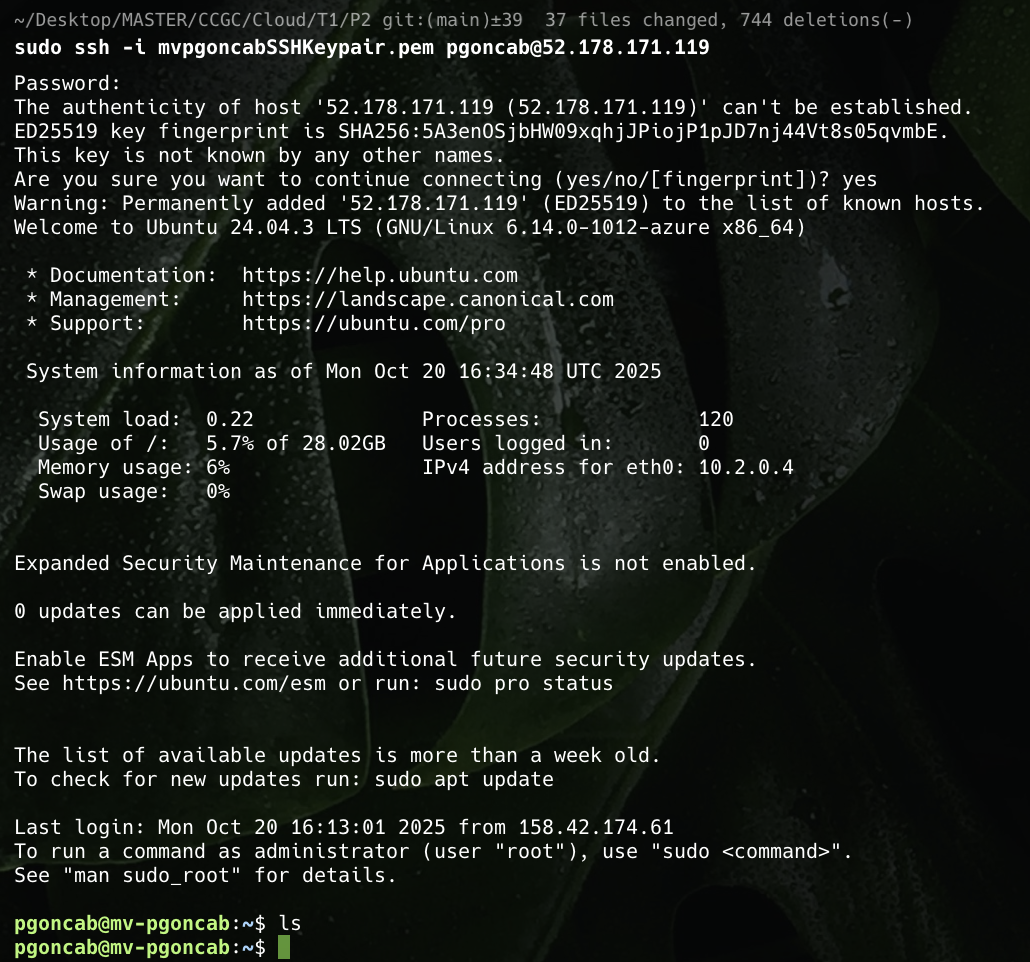 ~/Desktop/MASTER/CCGC/Cloud/T1/P2 git:(main)±39  37 files changed, 744 deletions(-)
sudo ssh -i mvpgoncabSSHKeypair.pem pgoncab@52.178.171.119
Password:
The authenticity of host '52.178.171.119 (52.178.171.119)' can't be established.
ED25519 key fingerprint is SHA256:5A3enOSjbHW09xqhjJPiojP1pJD7nj44Vt8s05qvmbE.
This key is not known by any other names.
Are you sure you want to continue connecting (yes/no/[fingerprint])? yes
Warning: Permanently added '52.178.171.119' (ED25519) to the list of known hosts.
Welcome to Ubuntu 24.04.3 LTS (GNU/Linux 6.14.0-1012-azure x86_64)

 * Documentation:  https://help.ubuntu.com
 * Management:     https://landscape.canonical.com
 * Support:        https://ubuntu.com/pro

 System information as of Mon Oct 20 16:34:48 UTC 2025

  System load:  0.22              Processes:             120
  Usage of /:   5.7% of 28.02GB   Users logged in:       0
  Memory usage: 6%                IPv4 address for eth0: 10.2.0.4
  Swap usage:   0%

Expanded Security Maintenance for Applications is not enabled.

0 updates can be applied immediately.

Enable ESM Apps to receive additional future security updates.
See https://ubuntu.com/esm or run: sudo pro status

The list of available updates is more than a week old.
To check for new updates run: sudo apt update

Last login: Mon Oct 20 16:13:01 2025 from 158.42.174.61
To run a command as administrator (user "root"), use "sudo <command>".
See "man sudo_root" for details.

pgoncab@mv-pgoncab:~$ ls
pgoncab@mv-pgoncab:~$